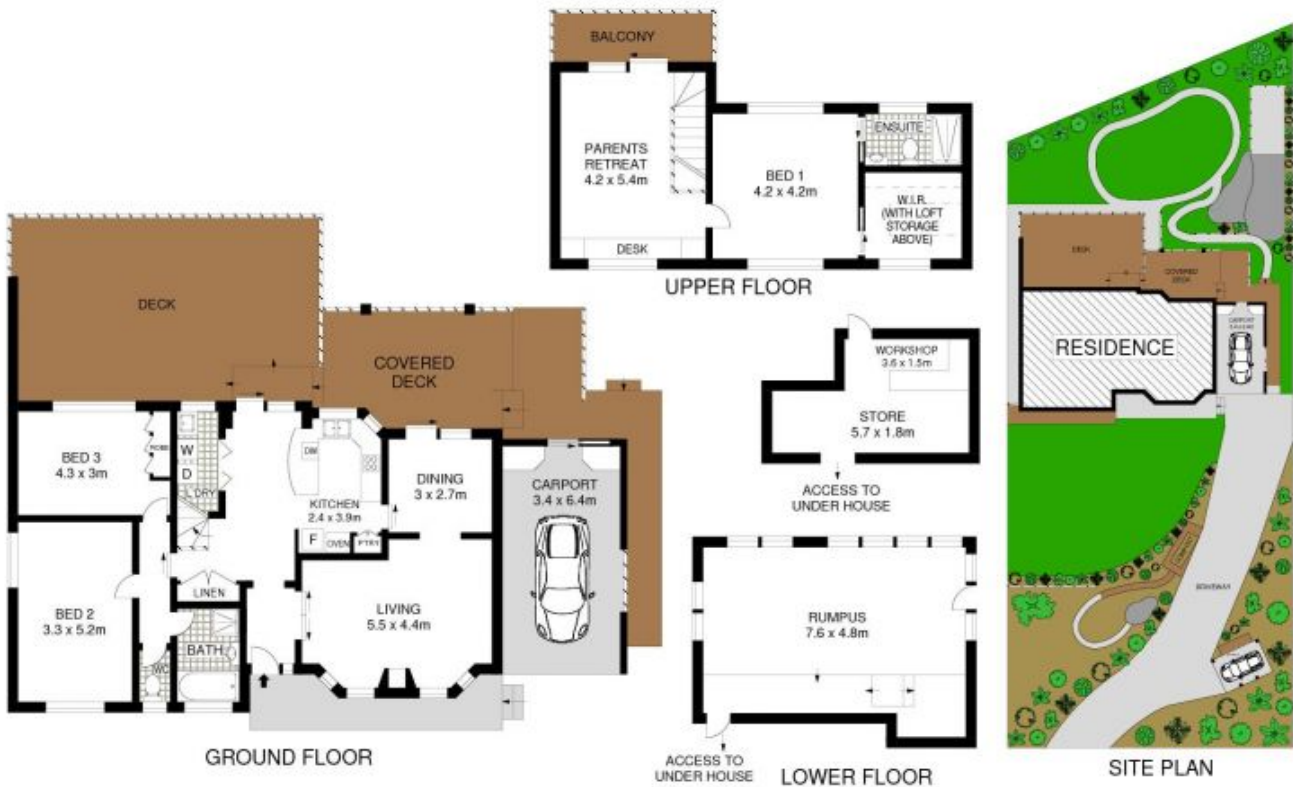 BALCONY
PARENTS
RETREAT
4.2 x 5.4m
DESK
BED 1
4.2 x 4.2m
ENSUITE
W.I.R.
(WITH LOFT
STORAGE
ABOVE)
UPPER FLOOR
DECK
COVERED
DECK
BED 3
4.3 x 3m
ROBE
W
D
L'DRY
DW
KITCHEN
2.4 x 3.9m
F
OVEN
P'TRY
DINING
3 x 2.7m
CARPORT
3.4 x 6.4m
LINEN
BED 2
3.3 x 5.2m
BATH
WC
LIVING
5.5 x 4.4m
GROUND FLOOR
WORKSHOP
3.6 x 1.5m
STORE
5.7 x 1.8m
ACCESS TO
UNDER HOUSE
RUMPUS
7.6 x 4.8m
ACCESS TO
UNDER HOUSE
LOWER FLOOR
DECK
COVERED
DECK
CARPORT
RESIDENCE
SITE PLAN